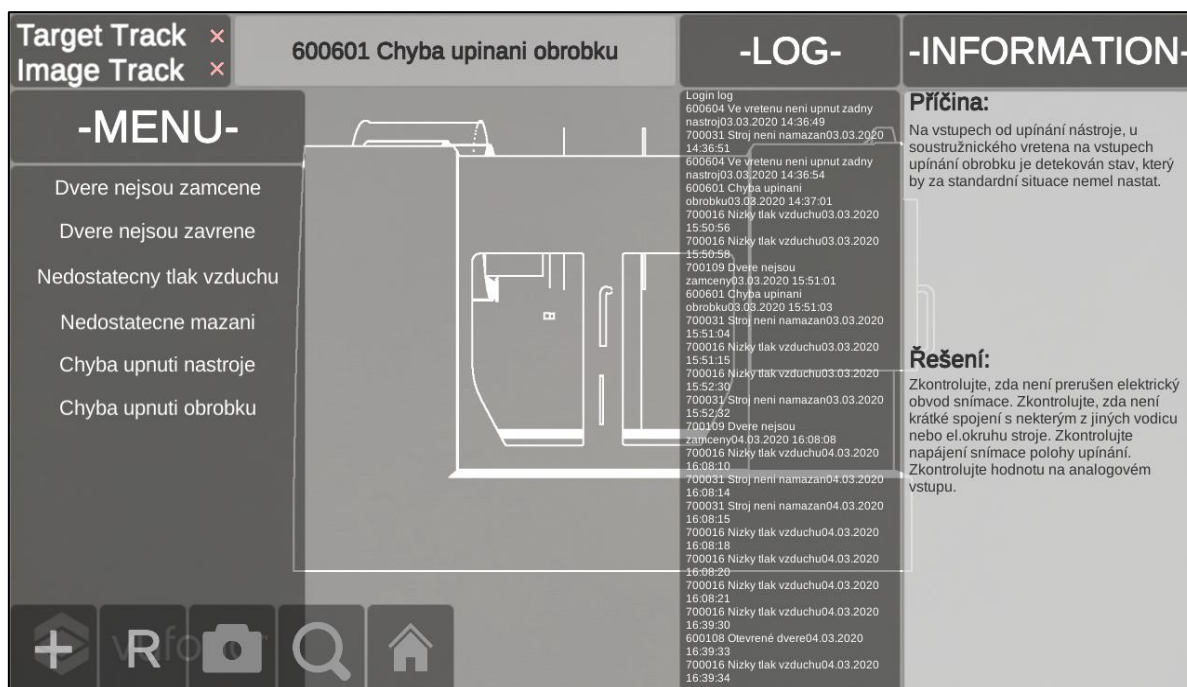 Target Track ×
Image Track ×
600601 Chyba upinani obrobku
-LOG-
-INFORMATION-
-MENU-
Dvere nejsou zamcene
Dvere nejsou zavrene
Nedostatecny tlak vzduchu
Nedostatecne mazani
Chyba upnuti nastroje
Chyba upnuti obrobku
Login log
600604 Ve vretenu neni upnut zadny
nastroj03.03.2020 14:36:49
700031 Stroj neni namazan03.03.2020
14:36:51
600604 Ve vretenu neni upnut zadny
nastroj03.03.2020 14:36:54
600601 Chyba upinani
obrobku03.03.2020 14:37:01
700016 Nizky tlak vzduchu03.03.2020
15:50:56
700016 Nizky tlak vzduchu03.03.2020
15:50:58
700109 Dvere nejsou
zamceny03.03.2020 15:51:01
600601 Chyba upinani
obrobku03.03.2020 15:51:03
700031 Stroj neni namazan03.03.2020
15:51:04
700016 Nizky tlak vzduchu03.03.2020
15:51:15
700016 Nizky tlak vzduchu03.03.2020
15:52:30
700031 Stroj neni namazan03.03.2020
15:52:32
700109 Dvere nejsou
zamceny04.03.2020 16:08:08
700016 Nizky tlak vzduchu04.03.2020
16:08:10
700031 Stroj neni namazan04.03.2020
16:08:14
700031 Stroj neni namazan04.03.2020
16:08:15
700016 Nizky tlak vzduchu04.03.2020
16:08:18
700016 Nizky tlak vzduchu04.03.2020
16:08:20
700016 Nizky tlak vzduchu04.03.2020
16:08:21
700016 Nizky tlak vzduchu04.03.2020
16:39:30
600108 Otevrené dvere04.03.2020
16:39:33
700016 Nizky tlak vzduchu04.03.2020
16:39:34
Příčina:
Na vstupech od upínání nástroje, u
soustružnického vretena na vstupech
upínání obrobku je detekován stav, který
by za standardní situace nemel nastat.
Řešení:
Zkontrolujte, zda není prerušen elektrický
obvod snímace. Zkontrolujte, zda není
krátké spojení s nekterým z jiných vodicu
nebo el.okruhu stroje. Zkontrolujte
napájení snímace polohy upínání.
Zkontrolujte hodnotu na analogovém
vstupu.
R